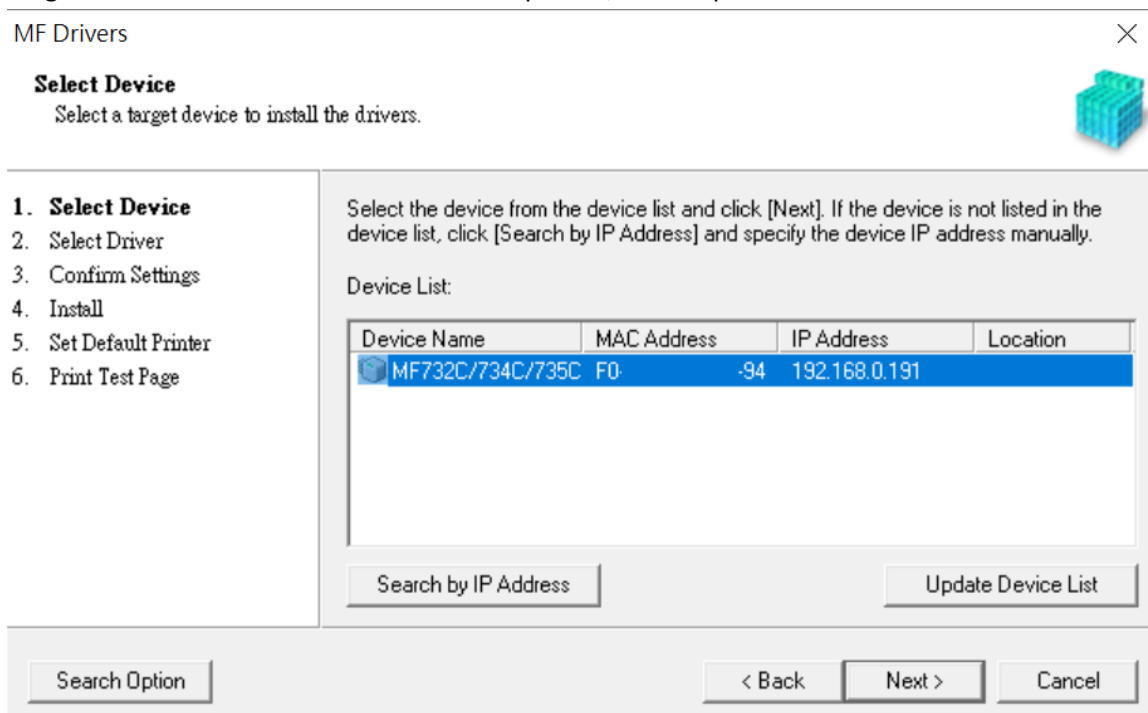 MF Drivers
Select Device
Select a target device to install the drivers.
1. Select Device
2. Select Driver
3. Confirm Settings
4. Install
5. Set Default Printer
6. Print Test Page
Select the device from the device list and click [Next]. If the device is not listed in the
device list, click [Search by IP Address] and specify the device IP address manually.
Device List:
Device Name MAC Address IP Address Location
MF732C/734C/735C F0- -94 192.168.0.191
Search by IP Address Update Device List
Search Option < Back Next > Cancel